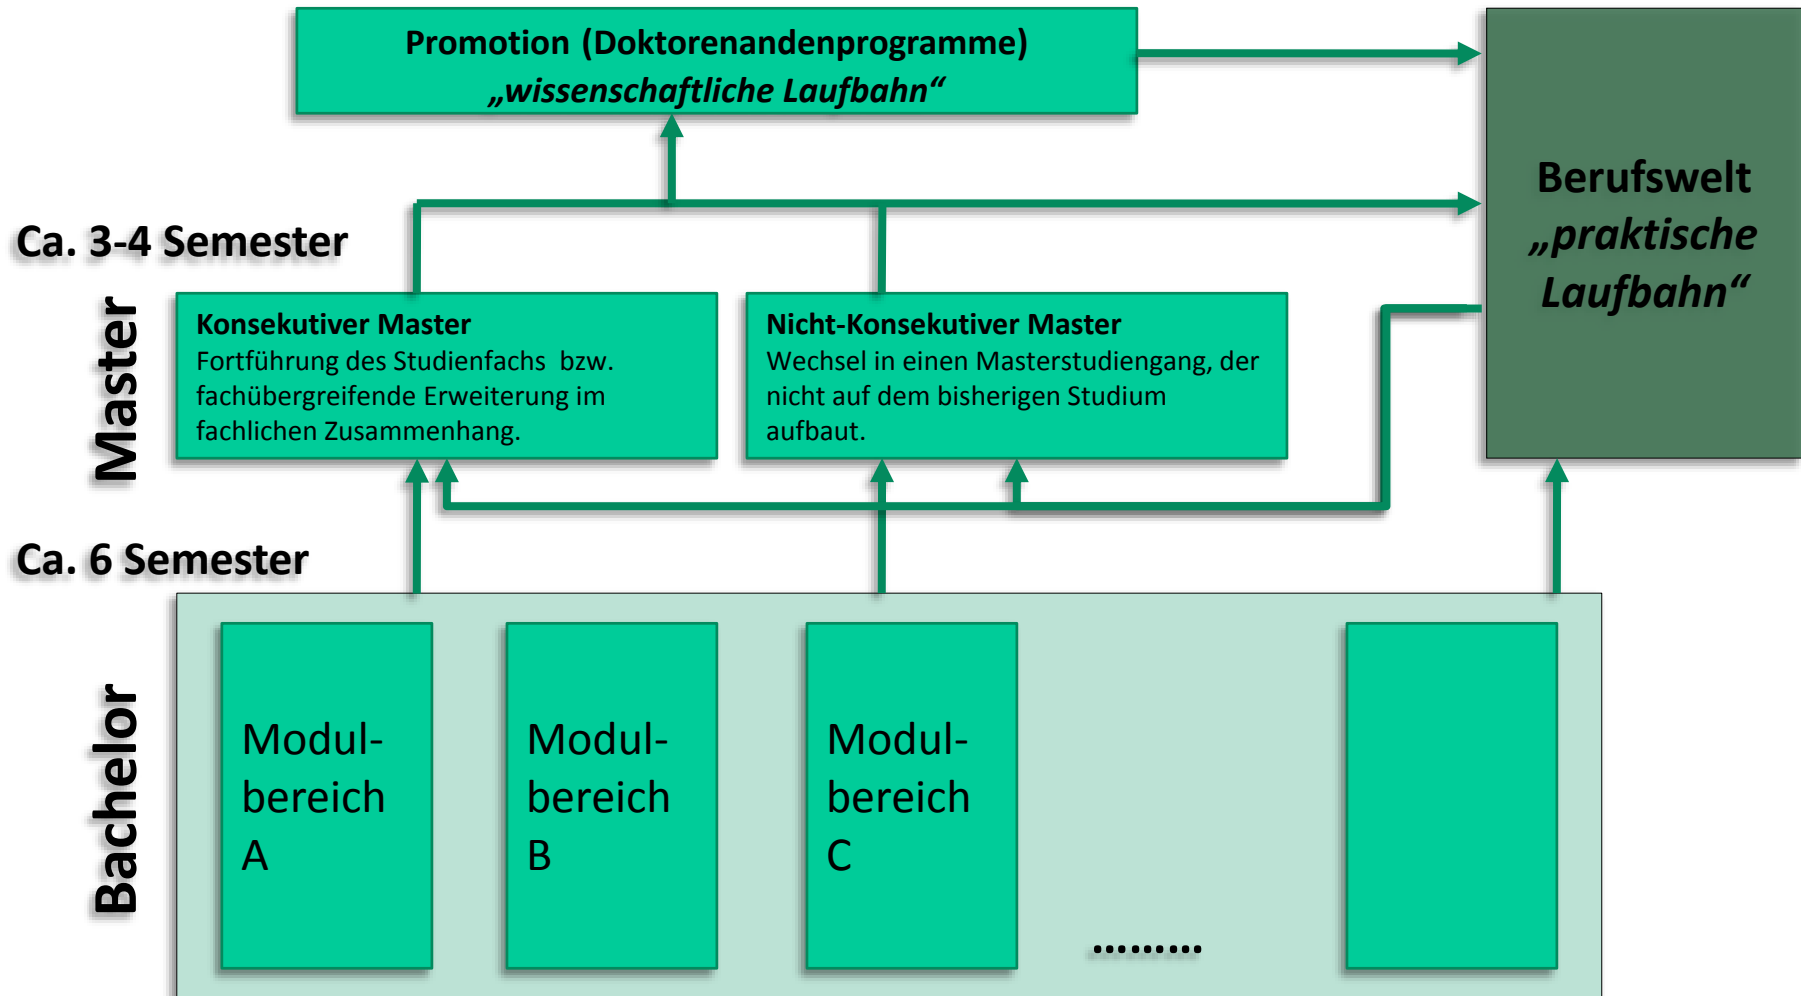 Promotion (Doktorenandenprogramme)
„wissenschaftliche Laufbahn“
Berufswelt
„praktische
Laufbahn“
Ca. 3-4 Semester
Master
Konsekutiver Master
Fortführung des Studienfachs bzw.
fachübergreifende Erweiterung im
fachlichen Zusammenhang.
Nicht-Konsekutiver Master
Wechsel in einen Masterstudiengang, der
nicht auf dem bisherigen Studium
aufbaut.
Ca. 6 Semester
Bachelor
Modul-
bereich
A
Modul-
bereich
B
Modul-
bereich
C
………